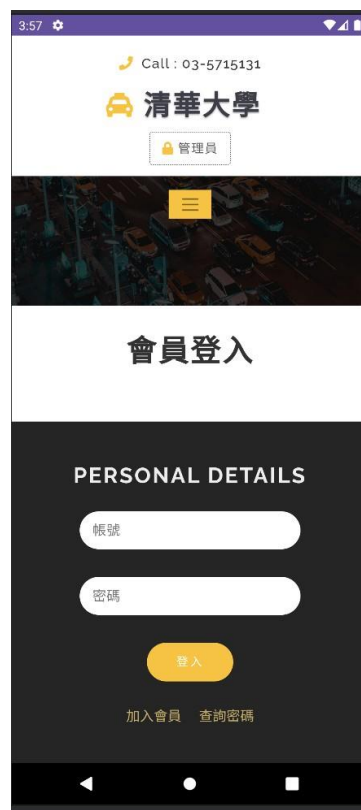 3:57
Call : 03-5715131
清華大學
管理員
會員登入
PERSONAL DETAILS
帳號
密碼
登入
加入會員 查詢密碼